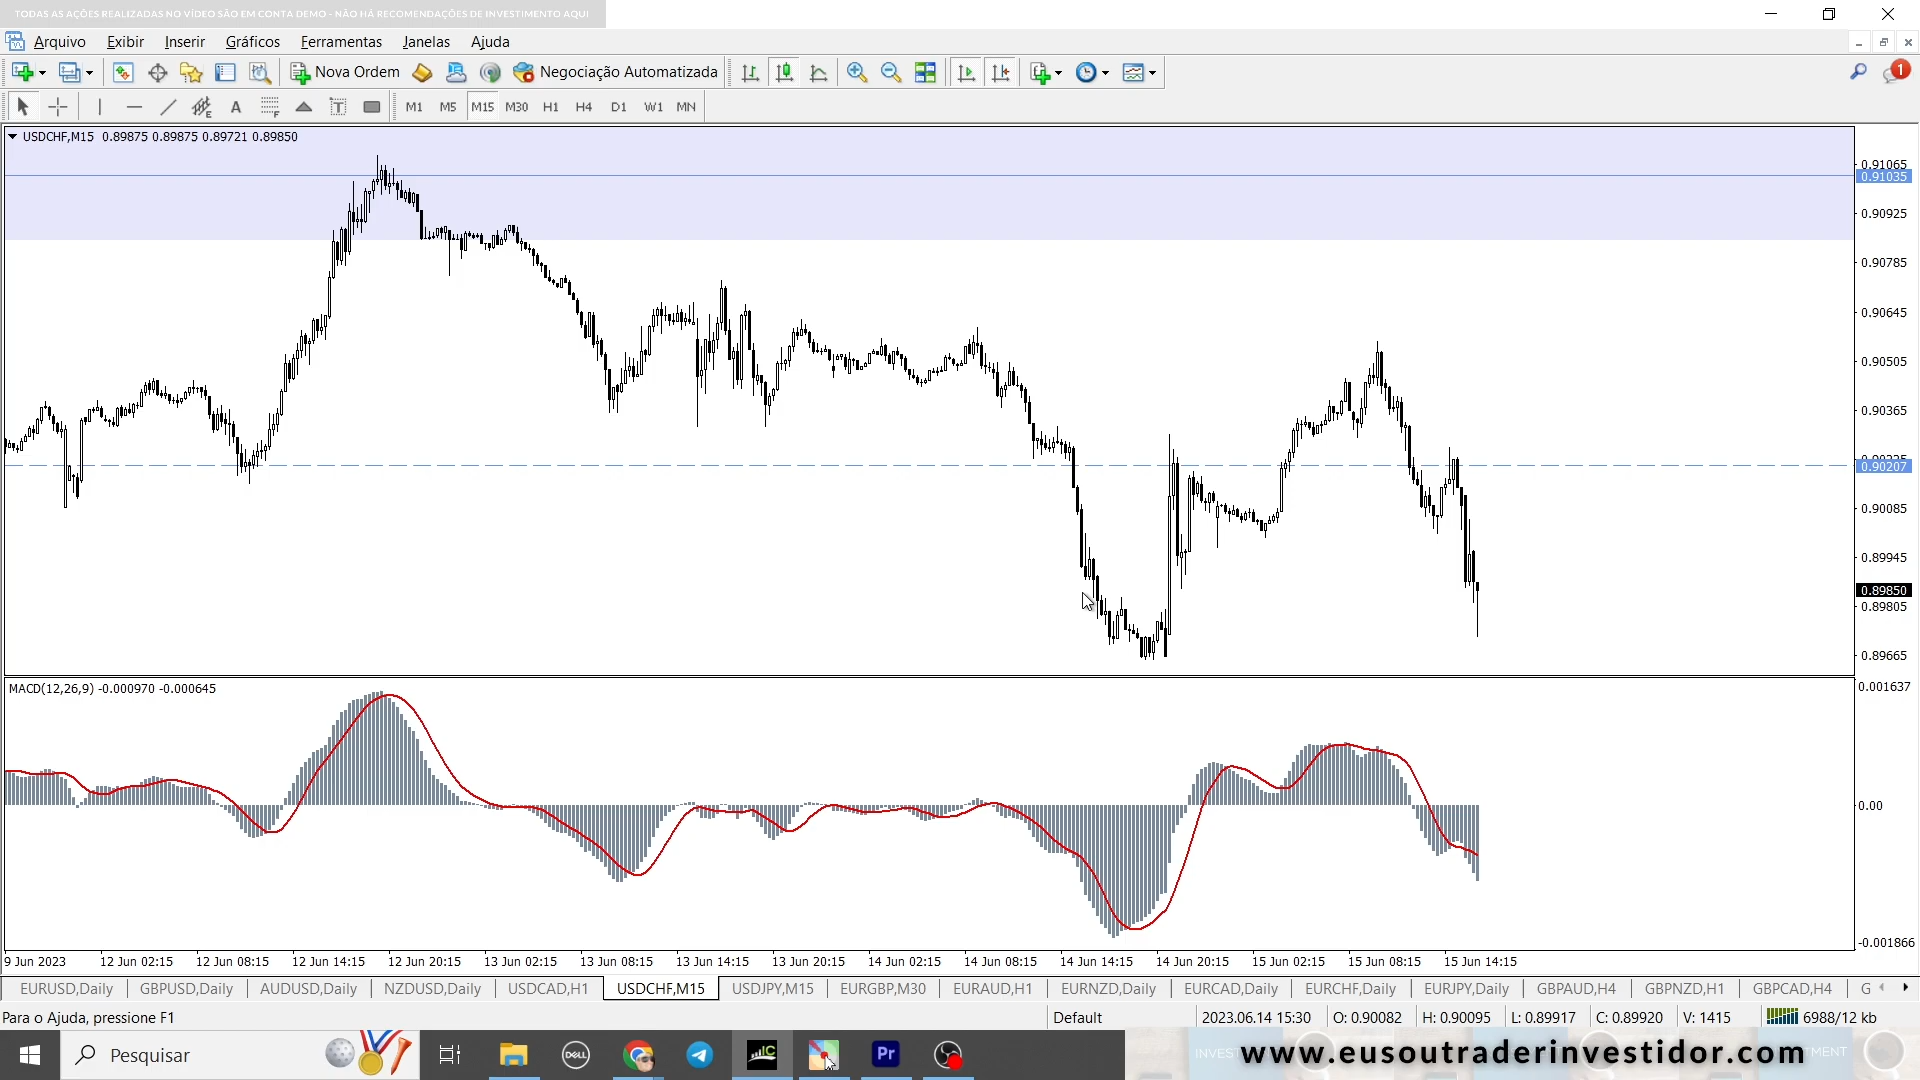 TODAS AS AÇÕES REALIZADAS NO VÍDEO SÃO EM CONTA DEMO - NÃO HÁ RECOMENDAÇÕES DE INVESTIMENTO AQUI
Arquivo Exibir Inserir Gráficos Ferramentas Janelas Ajuda
Nova Ordem Negociação Automatizada 1
A T M1 M5 M15 M30 H1 H4 D1 W1 MN
USDCHF,M15 0.89875 0.89875 0.89721 0.89850
0.91065
0.91035
0.90925
0.90785
0.90645
0.90505
0.90365
0.90207
0.90085
0.89945
0.89850
0.89805
0.89665
MACD(12,26,9) -0.000970 -0.000645
0.001637
0.00
-0.001866
9 Jun 2023 12 Jun 02:15 12 Jun 08:15 12 Jun 14:15 12 Jun 20:15 13 Jun 02:15 13 Jun 08:15 13 Jun 14:15 13 Jun 20:15 14 Jun 02:15 14 Jun 08:15 14 Jun 14:15 14 Jun 20:15 15 Jun 02:15 15 Jun 08:15 15 Jun 14:15
EURUSD,Daily GBPUSD,Daily AUDUSD,Daily NZDUSD,Daily USDCAD,H1 USDCHF,M15 USDJPY,M15 EURGBP,M30 EURAUD,H1 EURNZD,Daily EURCAD,Daily EURCHF,Daily EURJPY,Daily GBPAUD,H4 GBPNZD,H1 GBPCAD,H4 G
Para o Ajuda, pressione F1 Default 2023.06.14 15:30 O: 0.90082 H: 0.90095 L: 0.89917 C: 0.89920 V: 1415 6988/12 kb
Pesquisar DELL IC Pr www.eusoutraderinvestidor.com